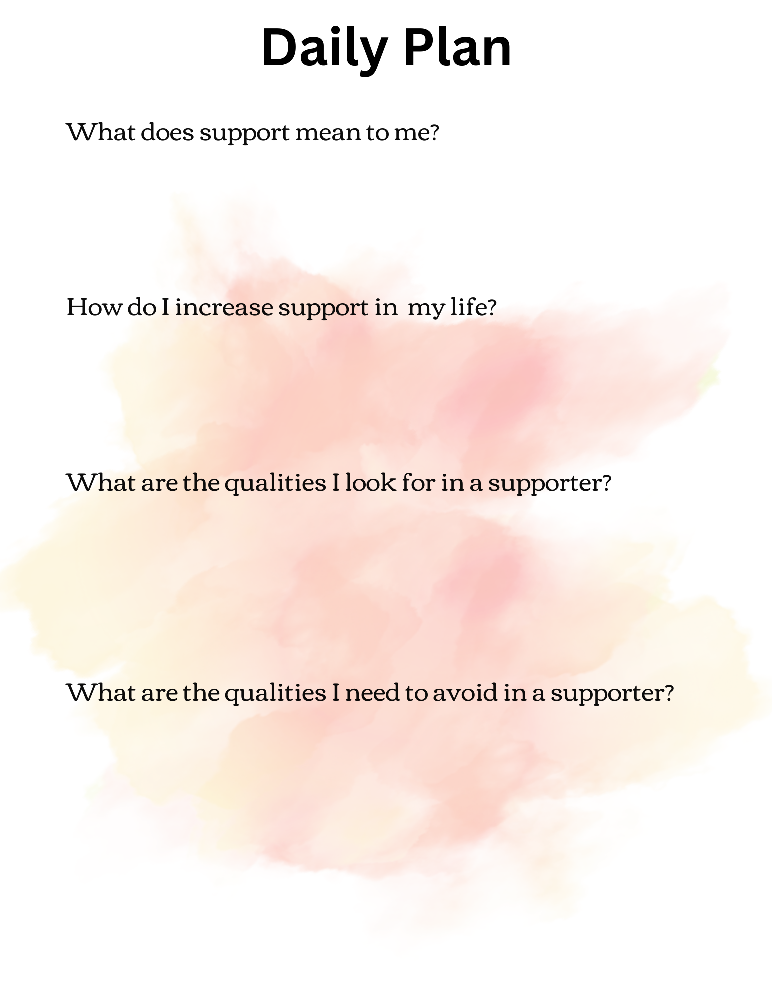 Daily Plan
What does support mean to me?
How do I increase support in  my life?
What are the qualities I look for in a supporter?
What are the qualities I need to avoid in a supporter?